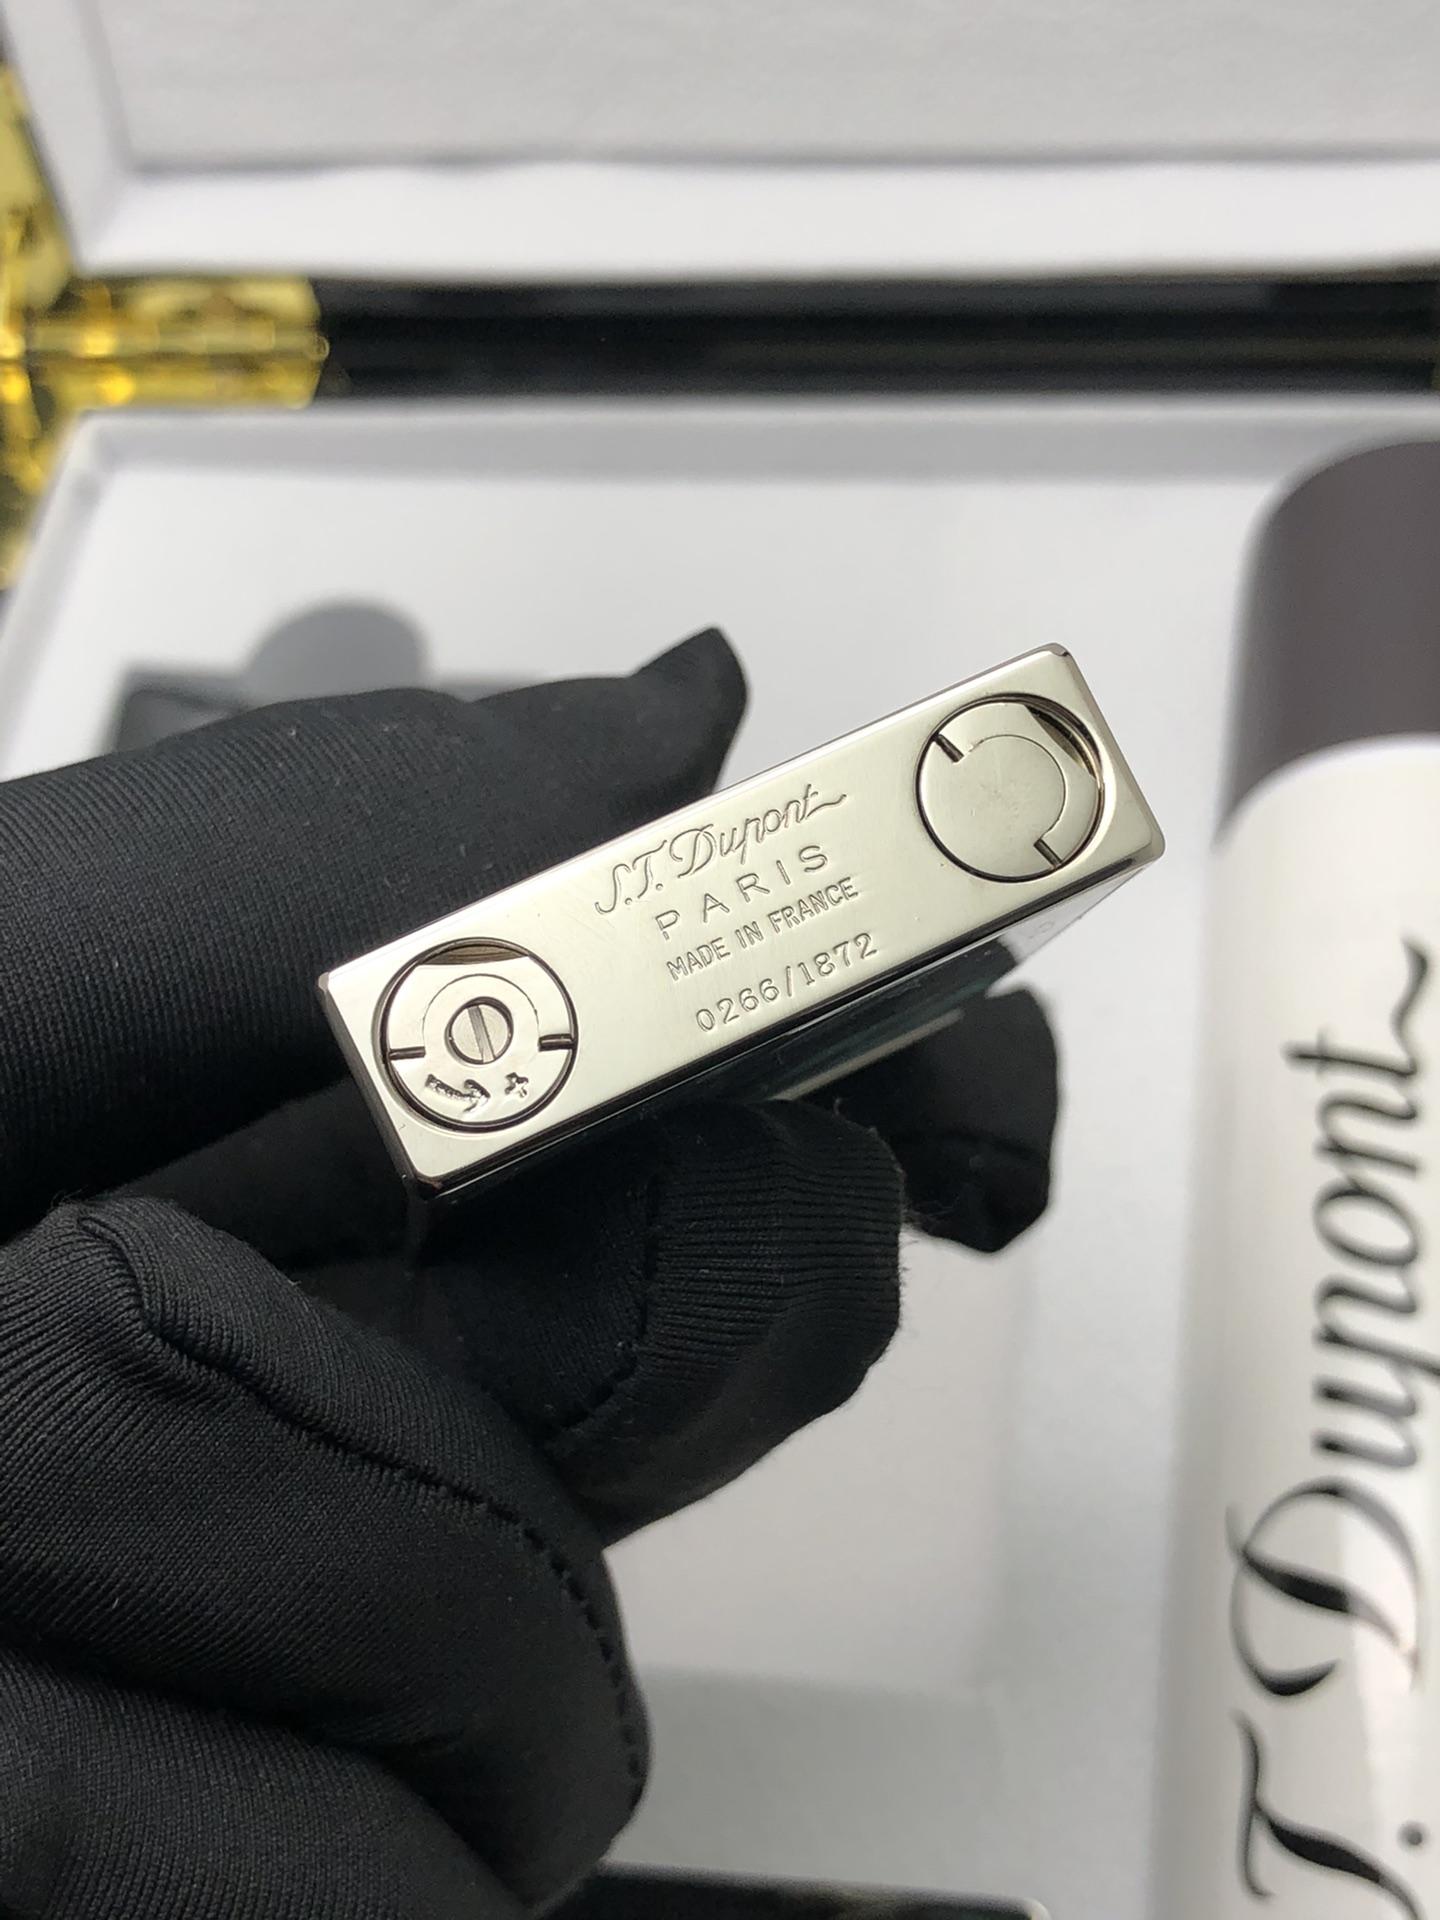 S.T. Dupont
PARIS
MADE IN FRANCE
0266/1872
+
.T. Dupont